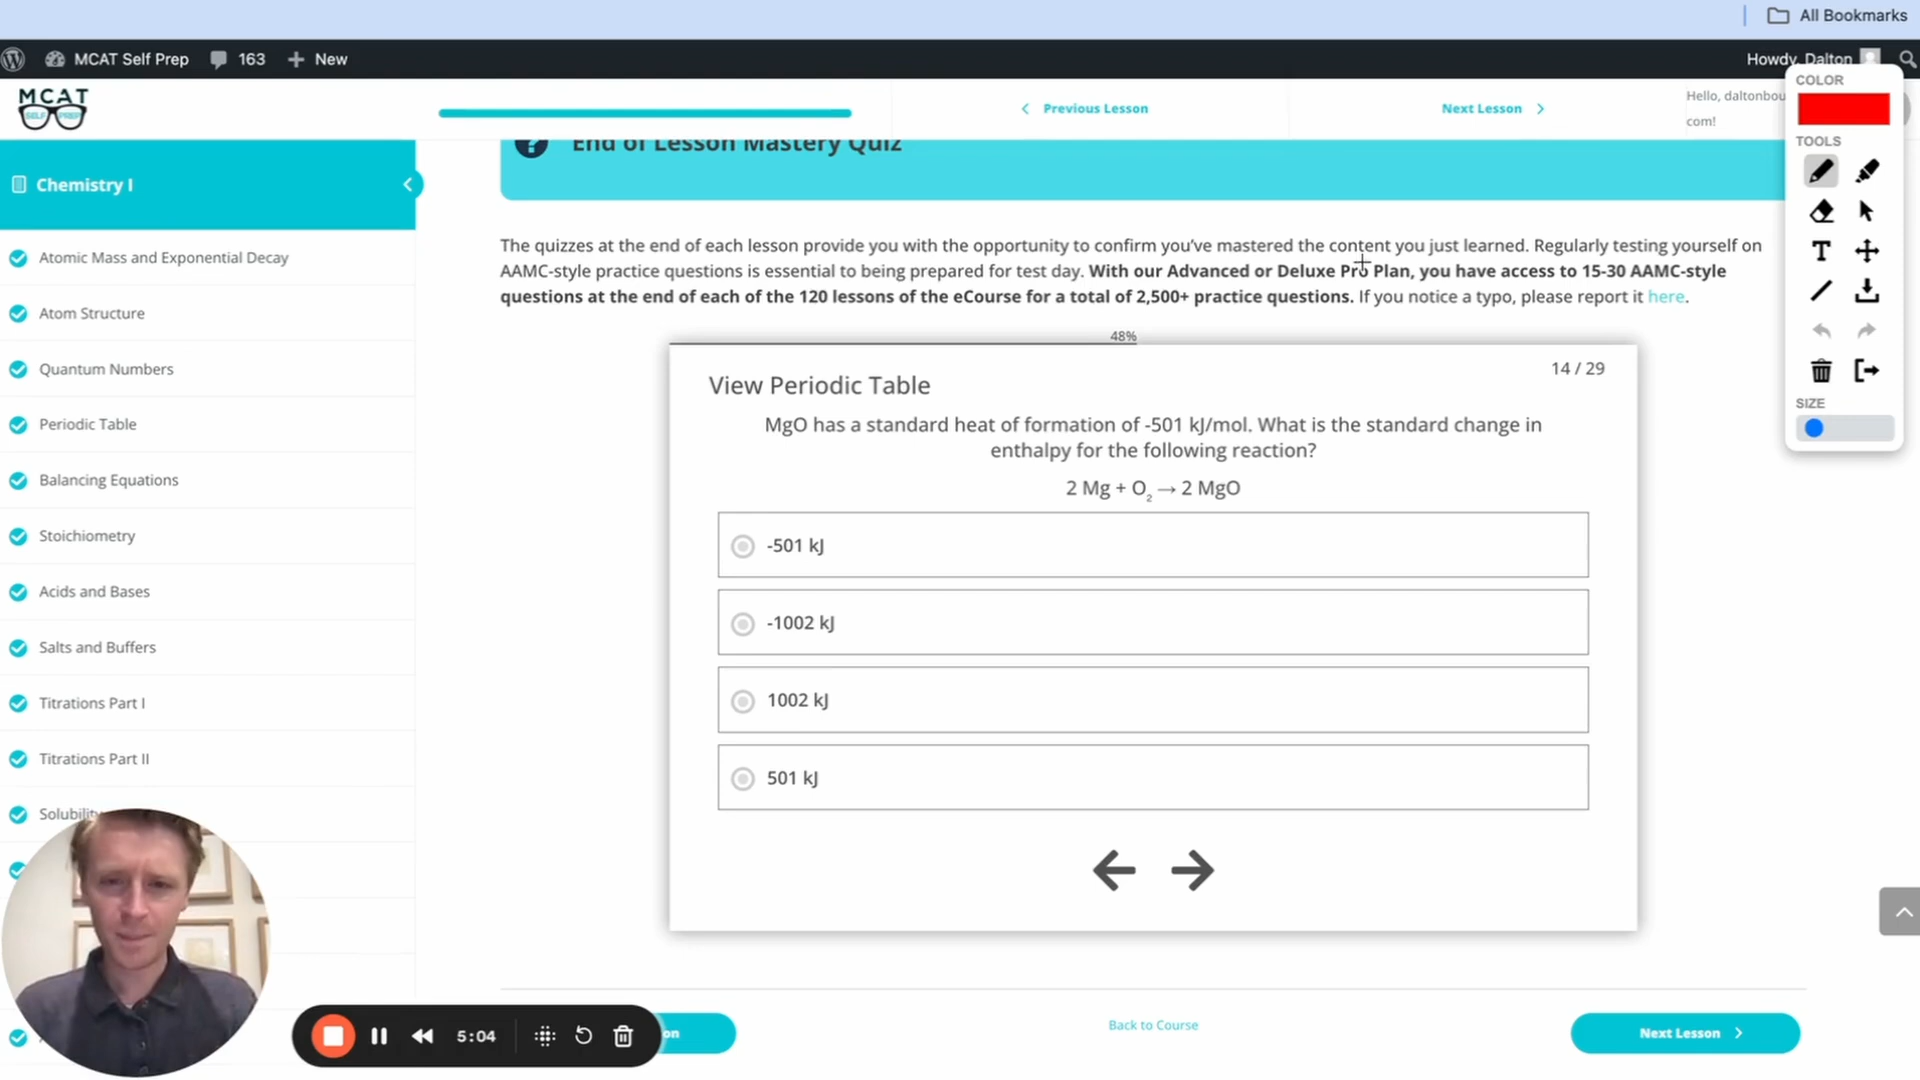 All Bookmarks
MCAT Self Prep 163 New Howdy, Dalton
MCAT
SELF PREP
Previous Lesson
Next Lesson
Hello, daltonbou
com!
COLOR
TOOLS
SIZE
Chemistry I
Atomic Mass and Exponential Decay
Atom Structure
Quantum Numbers
Periodic Table
Balancing Equations
Stoichiometry
Acids and Bases
Salts and Buffers
Titrations Part I
Titrations Part II
Solubility
End of Lesson Mastery Quiz
The quizzes at the end of each lesson provide you with the opportunity to confirm you've mastered the content you just learned. Regularly testing yourself on
AAMC-style practice questions is essential to being prepared for test day. With our Advanced or Deluxe Pro Plan, you have access to 15-30 AAMC-style
questions at the end of each of the 120 lessons of the eCourse for a total of 2,500+ practice questions. If you notice a typo, please report it here.
48%
14 / 29
View Periodic Table
MgO has a standard heat of formation of -501 kJ/mol. What is the standard change in
enthalpy for the following reaction?
2 Mg + O₂ → 2 MgO
-501 kJ
-1002 kJ
1002 kJ
501 kJ
5:04
on
Back to Course
Next Lesson